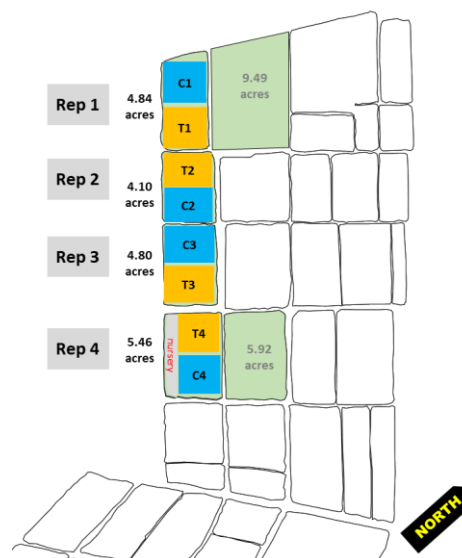 C1
9.49
acres
Rep 1
4.84
acres
T1
Rep 2
4.10
acres
T2
C2
Rep 3
4.80
acres
C3
T3
Rep 4
5.46
acres
nursery
T4
C4
5.92
acres
NORTH